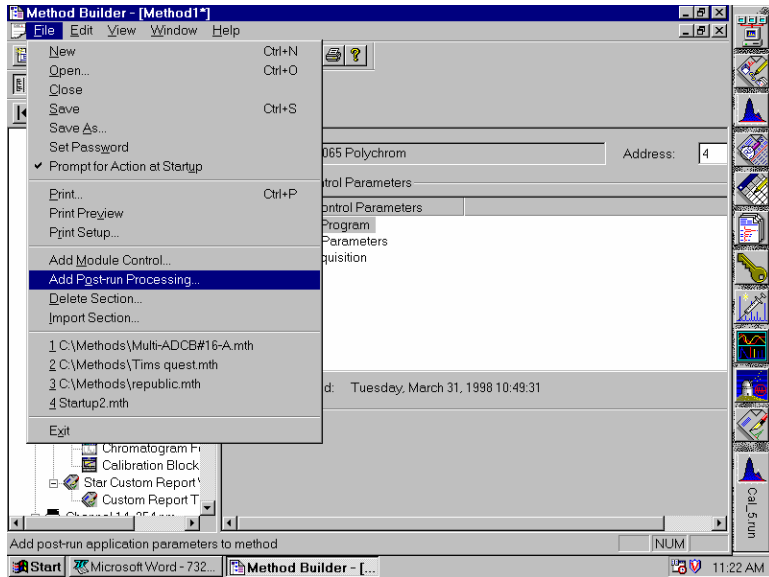 Method Builder - [Method1*]
File Edit View Window Help
New Ctrl+N
Open... Ctrl+O
Close
Save Ctrl+S
Save As...
Set Password
Prompt for Action at Startup
Print... Ctrl+P
Print Preview
Print Setup...
Add Module Control...
Add Post-run Processing...
Delete Section...
Import Section...
1 C:\Methods\Multi-ADCB#16-A.mth
2 C:\Methods\Tims quest.mth
3 C:\Methods\republic.mth
4 Startup2.mth
Exit
065 Polychrom Address: 4
ntrol Parameters
ontrol Parameters
Program
Parameters
quisition
d: Tuesday, March 31, 1998 10:49:31
Chromatogram F
Calibration Block
Star Custom Report
Custom Report T
Cal_5.run
Add post-run application parameters to method NUM
Start Microsoft Word - 732... Method Builder - [... 11:22 AM